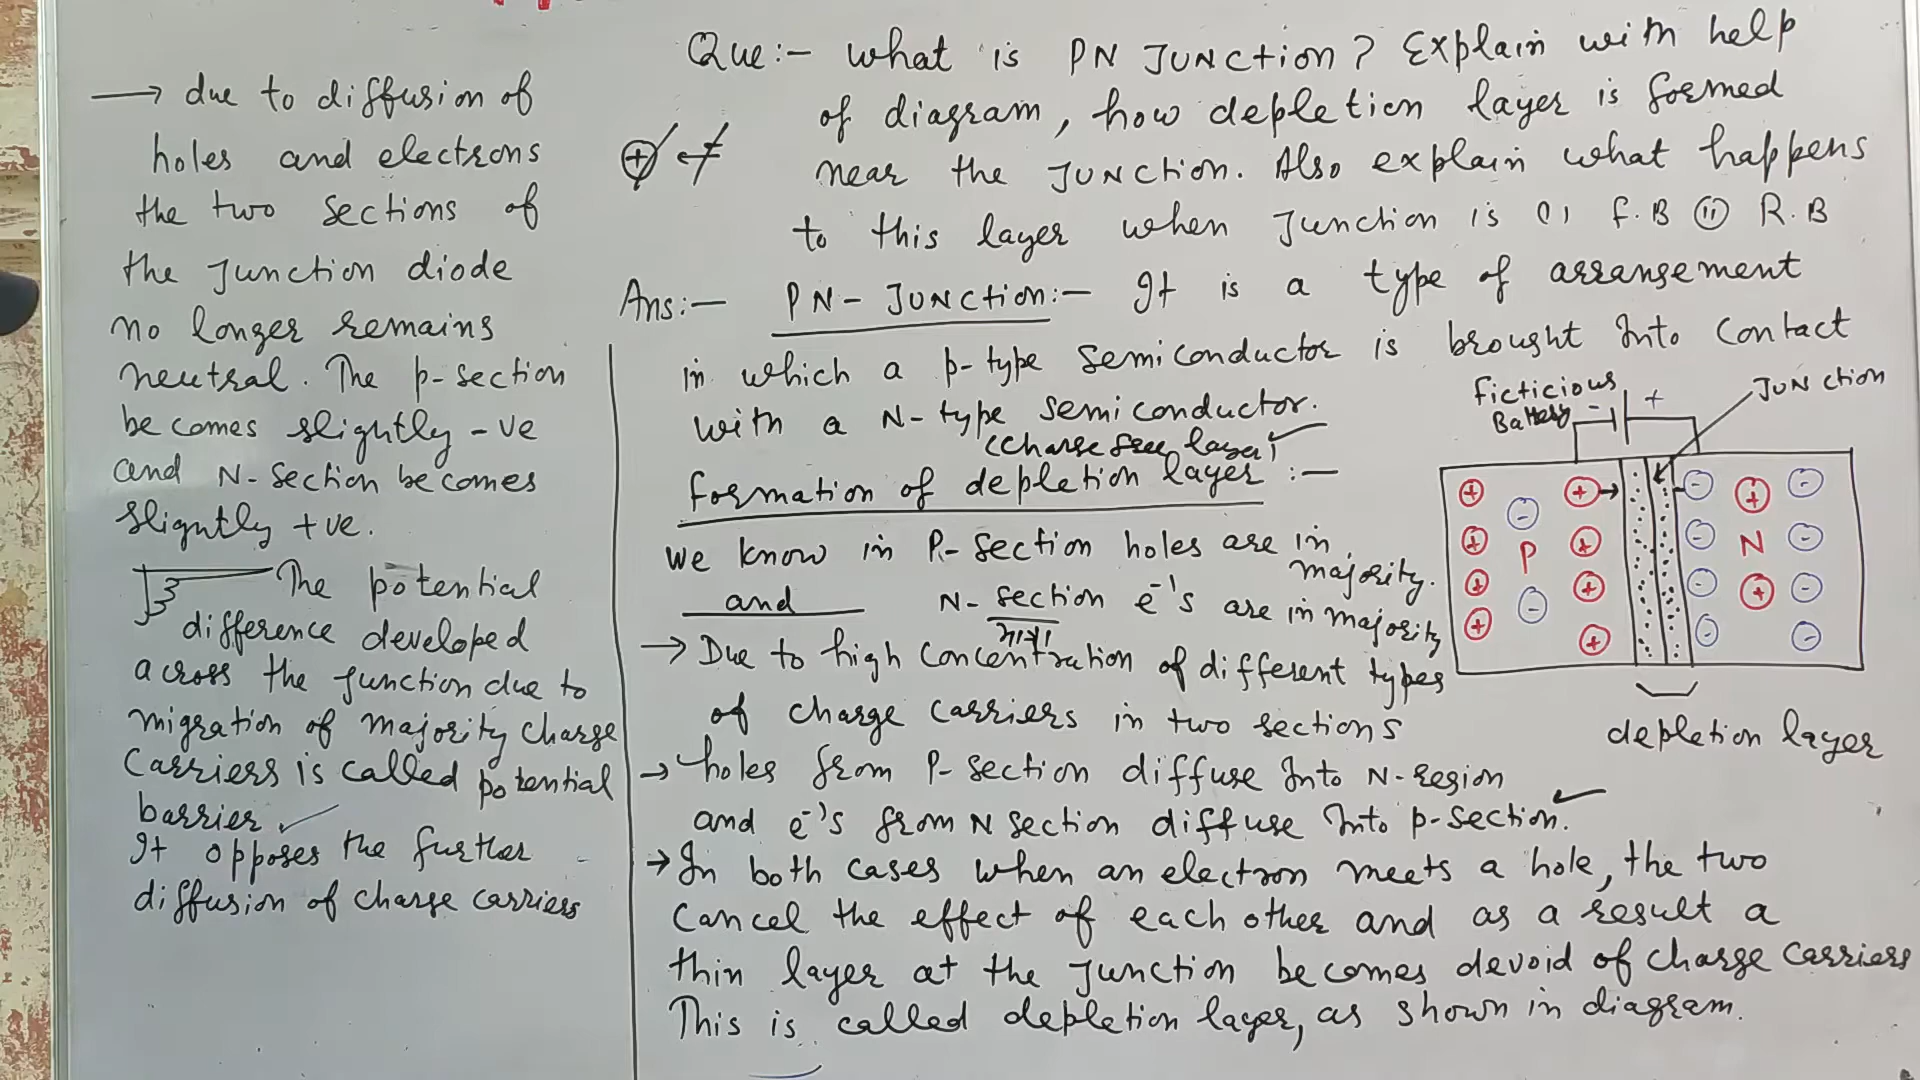 Que:- What is PN Junction? Explain with help
of diagram, how depletion layer is formed
near the Junction. Also explain what happens
to this layer when Junction is (i) F.B (ii) R.B
Ans:- PN-Junction:- It is a type of arrangement
in which a p-type semiconductor is brought Into Contact
with a N-type semiconductor.
(Charge free layer)
formation of depletion layer :-
We know in P-section holes are in majority.
and N-section e⁻'s are in majority
→ Due to high concentration of different types
of charge carriers in two sections
→ holes from P-section diffuse Into N-region
and e⁻'s from N section diffuse Into p-section.
→ In both cases when an electron meets a hole, the two
cancel the effect of each other and as a result a
thin layer at the Junction becomes devoid of charge carriers
This is called depletion layer, as shown in diagram.
Ficticious
Battery - +
Junction
P
N
depletion layer
→ due to diffusion of
holes and electrons
the two sections of
the Junction diode
no longer remains
neutral. The p-section
becomes slightly -ve
and N-section becomes
slightly +ve.
The potential
difference developed
across the junction due to
migration of majority charge
Carriers is called potential
barrier
It opposes the further
diffusion of charge carriers